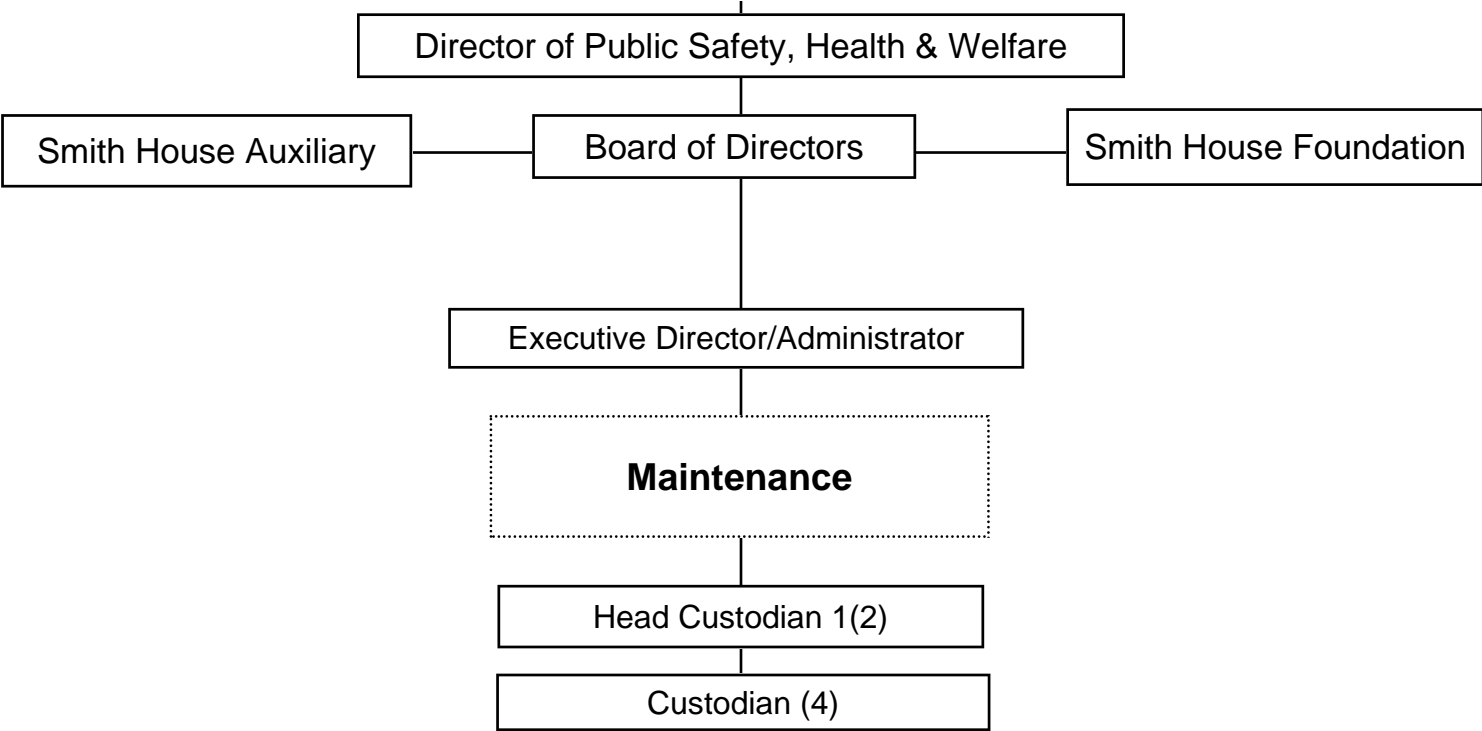 Director of Public Safety, Health & Welfare
Smith House Auxiliary
Board of Directors
Smith House Foundation
Executive Director/Administrator
Maintenance
Head Custodian 1(2)
Custodian (4)